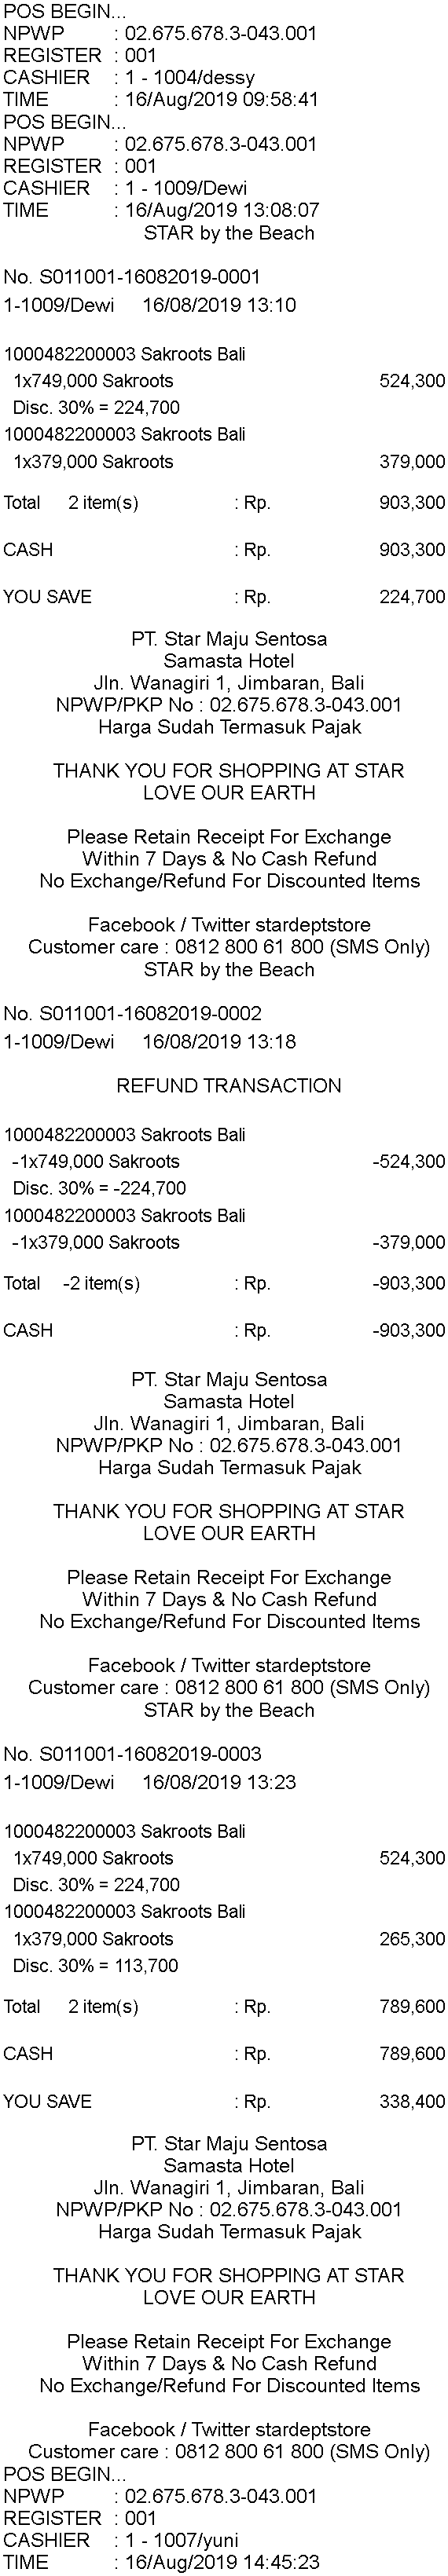 POS BEGIN...
NPWP : 02.675.678.3-043.001
REGISTER : 001
CASHIER : 1 - 1004/dessy
TIME : 16/Aug/2019 09:58:41
POS BEGIN...
NPWP : 02.675.678.3-043.001
REGISTER : 001
CASHIER : 1 - 1009/Dewi
TIME : 16/Aug/2019 13:08:07
STAR by the Beach
No. S011001-16082019-0001
1-1009/Dewi 16/08/2019 13:10
1000482200003 Sakroots Bali
1x749,000 Sakroots 524,300
Disc. 30% = 224,700
1000482200003 Sakroots Bali
1x379,000 Sakroots 379,000
Total 2 item(s) : Rp. 903,300
CASH : Rp. 903,300
YOU SAVE : Rp. 224,700
PT. Star Maju Sentosa
Samasta Hotel
Jln. Wanagiri 1, Jimbaran, Bali
NPWP/PKP No : 02.675.678.3-043.001
Harga Sudah Termasuk Pajak
THANK YOU FOR SHOPPING AT STAR
LOVE OUR EARTH
Please Retain Receipt For Exchange
Within 7 Days & No Cash Refund
No Exchange/Refund For Discounted Items
Facebook / Twitter stardeptstore
Customer care : 0812 800 61 800 (SMS Only)
STAR by the Beach
No. S011001-16082019-0002
1-1009/Dewi 16/08/2019 13:18
REFUND TRANSACTION
1000482200003 Sakroots Bali
-1x749,000 Sakroots -524,300
Disc. 30% = -224,700
1000482200003 Sakroots Bali
-1x379,000 Sakroots -379,000
Total -2 item(s) : Rp. -903,300
CASH : Rp. -903,300
PT. Star Maju Sentosa
Samasta Hotel
Jln. Wanagiri 1, Jimbaran, Bali
NPWP/PKP No : 02.675.678.3-043.001
Harga Sudah Termasuk Pajak
THANK YOU FOR SHOPPING AT STAR
LOVE OUR EARTH
Please Retain Receipt For Exchange
Within 7 Days & No Cash Refund
No Exchange/Refund For Discounted Items
Facebook / Twitter stardeptstore
Customer care : 0812 800 61 800 (SMS Only)
STAR by the Beach
No. S011001-16082019-0003
1-1009/Dewi 16/08/2019 13:23
1000482200003 Sakroots Bali
1x749,000 Sakroots 524,300
Disc. 30% = 224,700
1000482200003 Sakroots Bali
1x379,000 Sakroots 265,300
Disc. 30% = 113,700
Total 2 item(s) : Rp. 789,600
CASH : Rp. 789,600
YOU SAVE : Rp. 338,400
PT. Star Maju Sentosa
Samasta Hotel
Jln. Wanagiri 1, Jimbaran, Bali
NPWP/PKP No : 02.675.678.3-043.001
Harga Sudah Termasuk Pajak
THANK YOU FOR SHOPPING AT STAR
LOVE OUR EARTH
Please Retain Receipt For Exchange
Within 7 Days & No Cash Refund
No Exchange/Refund For Discounted Items
Facebook / Twitter stardeptstore
Customer care : 0812 800 61 800 (SMS Only)
POS BEGIN...
NPWP : 02.675.678.3-043.001
REGISTER : 001
CASHIER : 1 - 1007/yuni
TIME : 16/Aug/2019 14:45:23